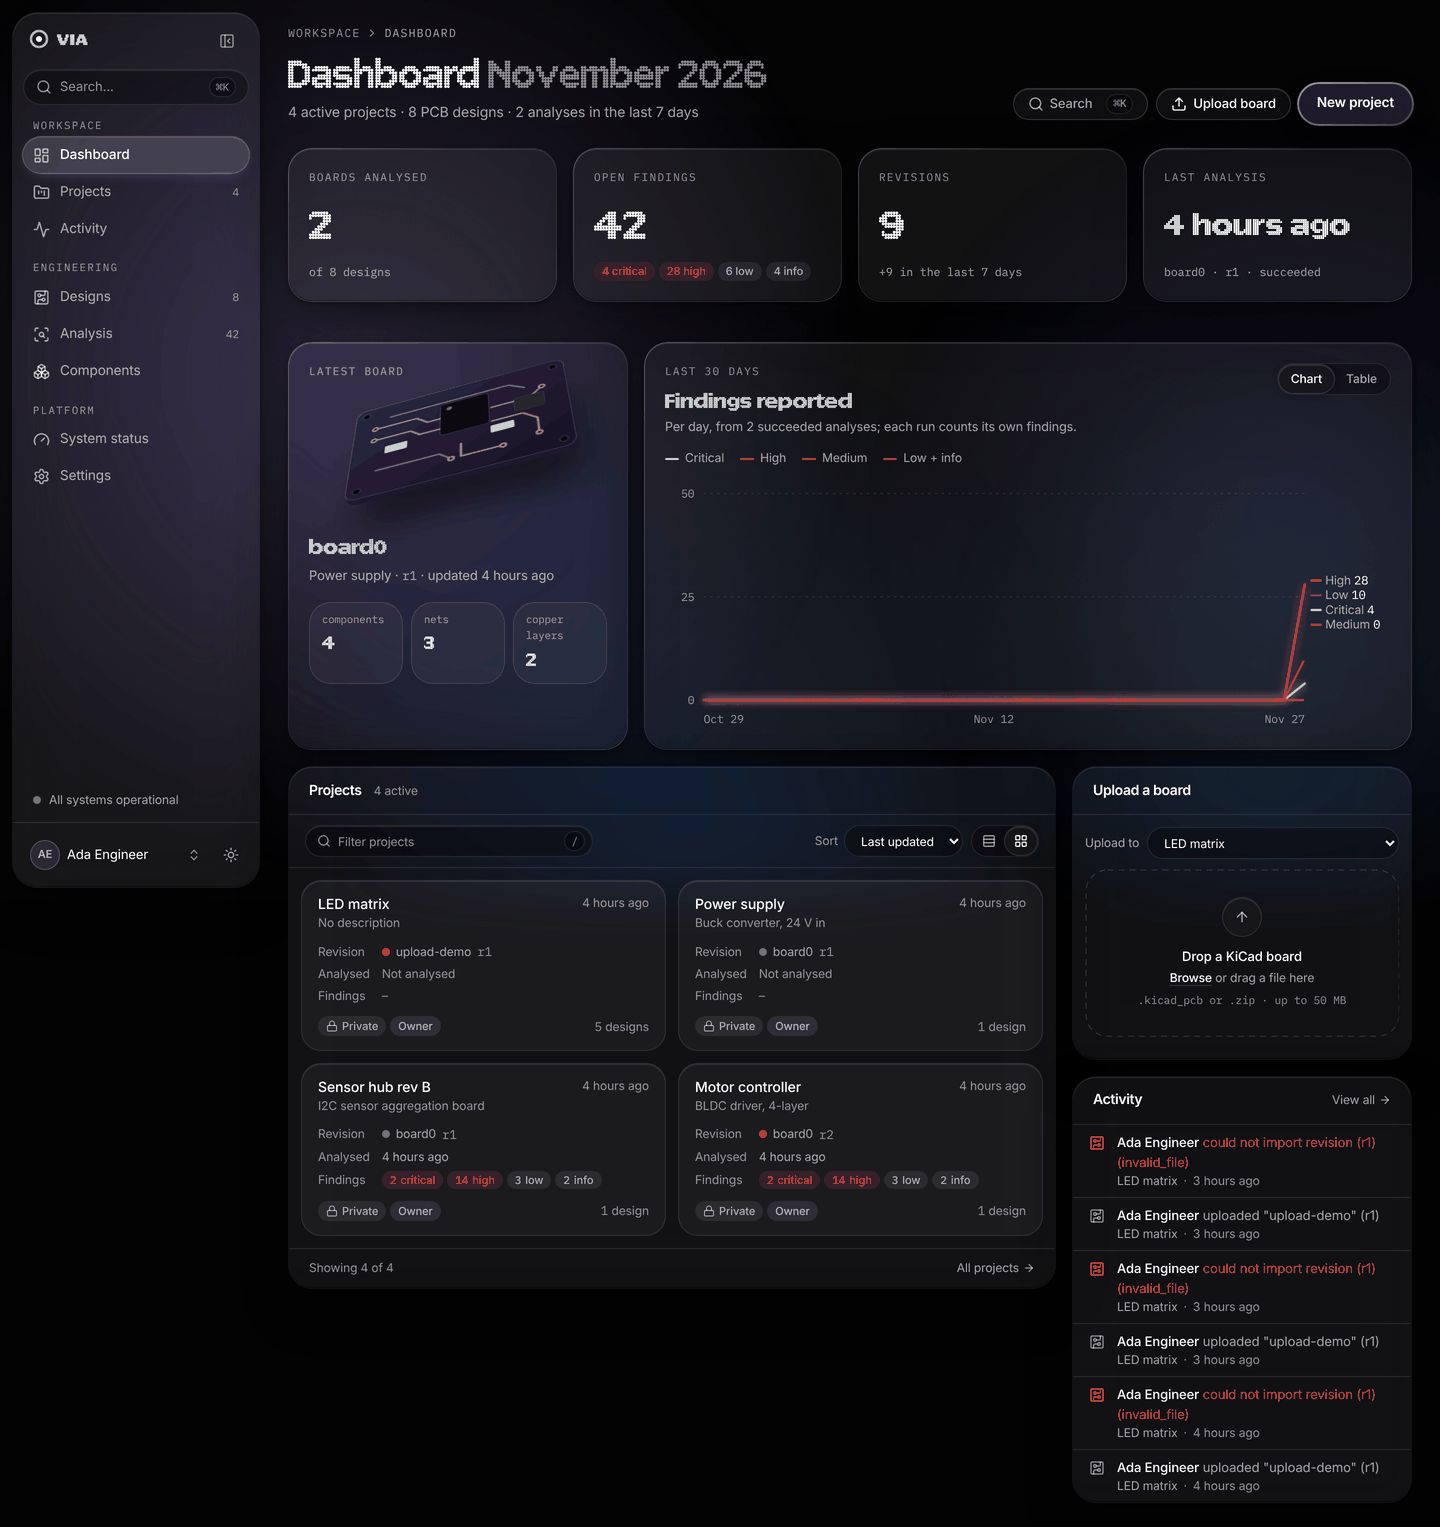 VIA
Search... ⌘K
WORKSPACE
Dashboard
Projects 4
Activity
ENGINEERING
Designs 8
Analysis 42
Components
PLATFORM
System status
Settings
All systems operational
AE Ada Engineer
WORKSPACE > DASHBOARD
Dashboard November 2026
4 active projects · 8 PCB designs · 2 analyses in the last 7 days
Search ⌘K
Upload board
New project
BOARDS ANALYSED
2
of 8 designs
OPEN FINDINGS
42
4 critical 28 high 6 low 4 info
REVISIONS
9
+9 in the last 7 days
LAST ANALYSIS
4 hours ago
board0 · r1 · succeeded
LATEST BOARD
board0
Power supply · r1 · updated 4 hours ago
components
4
nets
3
copper
layers
2
LAST 30 DAYS
Findings reported
Per day, from 2 succeeded analyses; each run counts its own findings.
Chart Table
Critical High Medium Low + info
50
25
0
Oct 29 Nov 12 Nov 27
High 28
Low 10
Critical 4
Medium 0
Projects 4 active
Filter projects /
Sort Last updated
LED matrix 4 hours ago
No description
Revision upload-demo r1
Analysed Not analysed
Findings –
Private Owner 5 designs
Power supply 4 hours ago
Buck converter, 24 V in
Revision board0 r1
Analysed Not analysed
Findings –
Private Owner 1 design
Sensor hub rev B 4 hours ago
I2C sensor aggregation board
Revision board0 r1
Analysed 4 hours ago
Findings 2 critical 14 high 3 low 2 info
Private Owner 1 design
Motor controller 4 hours ago
BLDC driver, 4-layer
Revision board0 r2
Analysed 4 hours ago
Findings 2 critical 14 high 3 low 2 info
Private Owner 1 design
Showing 4 of 4
All projects →
Upload a board
Upload to LED matrix
Drop a KiCad board
Browse or drag a file here
.kicad_pcb or .zip · up to 50 MB
Activity View all →
Ada Engineer could not import revision (r1)
(invalid_file)
LED matrix · 3 hours ago
Ada Engineer uploaded "upload-demo" (r1)
LED matrix · 3 hours ago
Ada Engineer could not import revision (r1)
(invalid_file)
LED matrix · 3 hours ago
Ada Engineer uploaded "upload-demo" (r1)
LED matrix · 3 hours ago
Ada Engineer could not import revision (r1)
(invalid_file)
LED matrix · 4 hours ago
Ada Engineer uploaded "upload-demo" (r1)
LED matrix · 4 hours ago